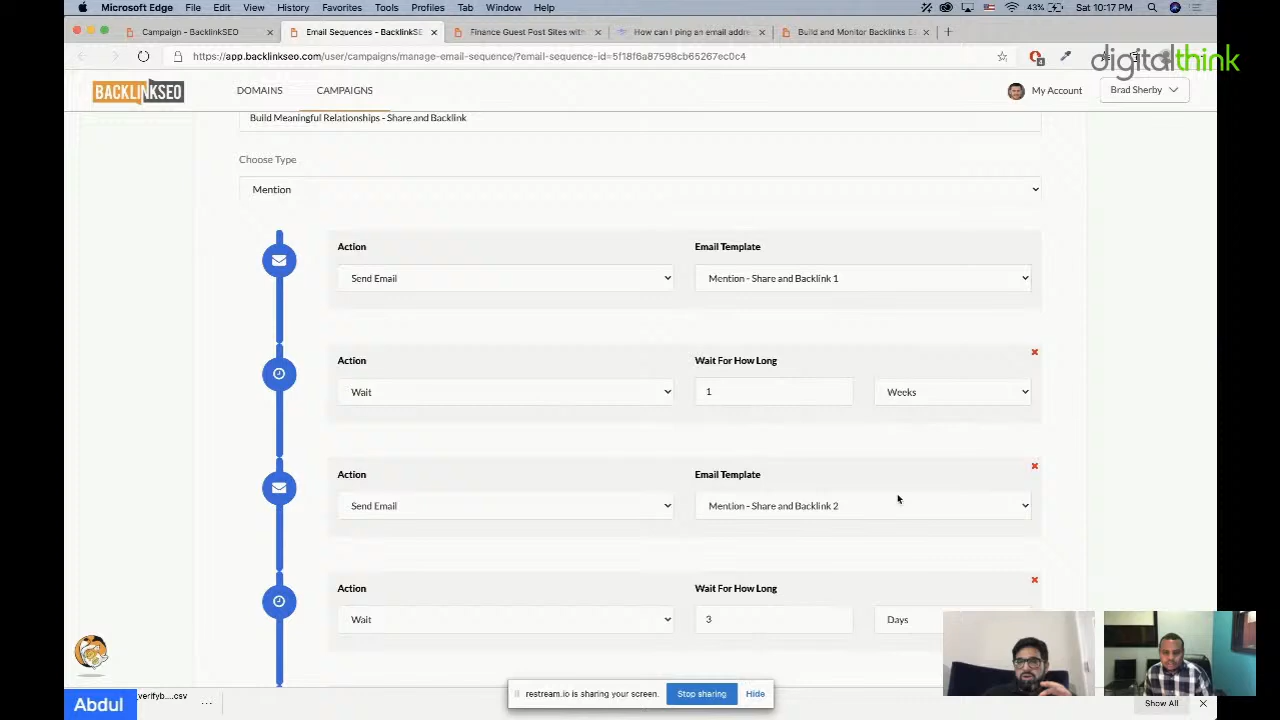 Microsoft Edge File Edit View History Favorites Tools Profiles Tab Window Help 43% Sat 10:17 PM
Campaign - BacklinkSEO Email Sequences - BacklinkSE Finance Guest Post Sites with How can I ping an email addre Build and Monitor Backlinks Ea
https://app.backlinkseo.com/user/campaigns/manage-email-sequence/?email-sequence-id=5f18f6a87598cb65267ec0c4
digitalthink
BACKLINKSEO DOMAINS CAMPAIGNS My Account Brad Sherby
Build Meaningful Relationships - Share and Backlink
Choose Type
Mention
Action Email Template
Send Email Mention - Share and Backlink 1
Action Wait For How Long
Wait 1 Weeks
Action Email Template
Send Email Mention - Share and Backlink 2
Action Wait For How Long
Wait 3 Days
restream.io is sharing your screen. Stop sharing Hide
verifyb....csv
Abdul
Show All